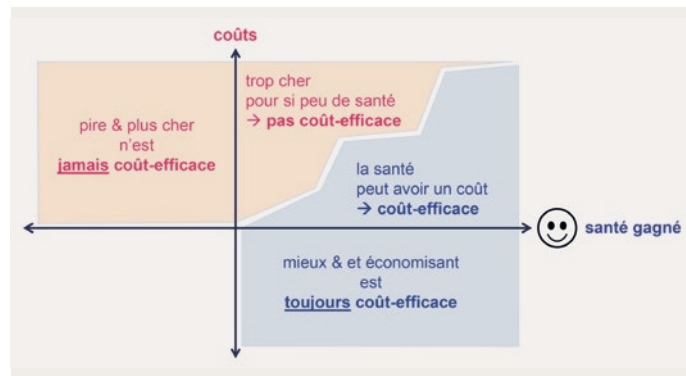 coûts
trop cher
pour si peu de santé
→ pas coût-efficace
pire & plus cher
n'est
jamais coût-efficace
la santé
peut avoir un coût
→ coût-efficace
santé gagné
mieux & et économisant
est
toujours coût-efficace